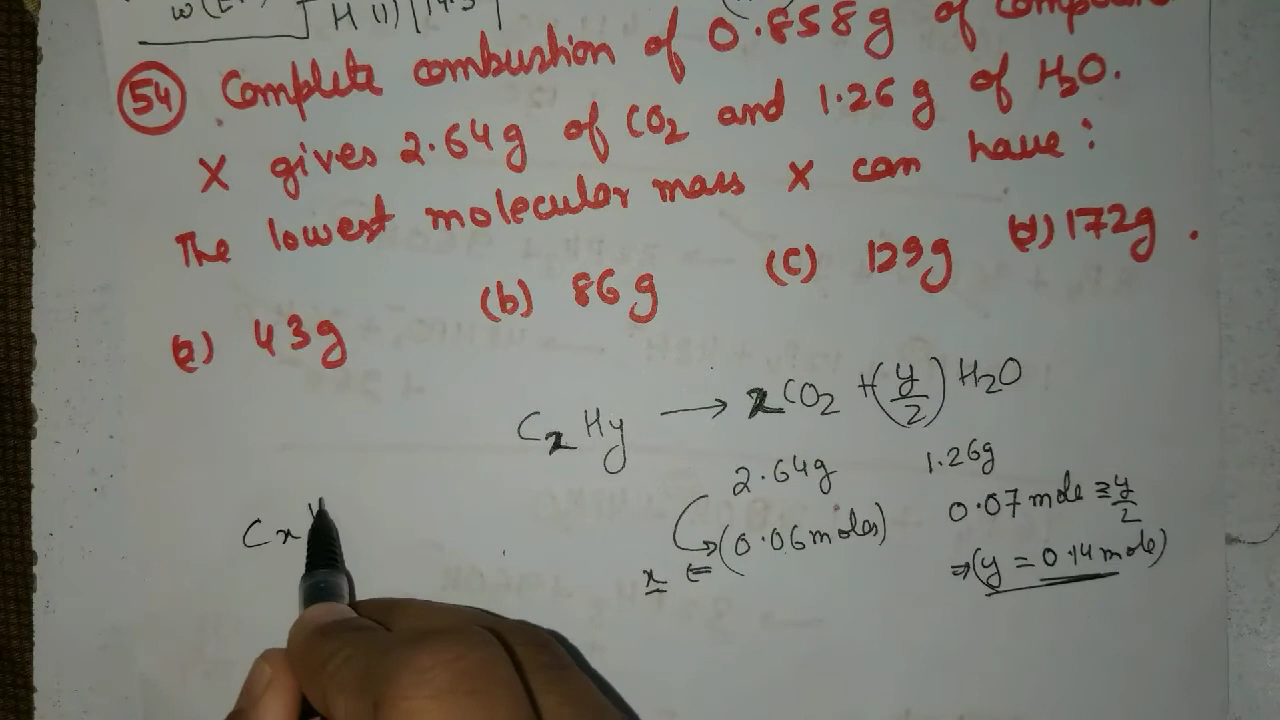 H (1)
54 Complete combustion of 0.858g of
X gives 2.64g of CO₂ and 1.26g of H₂O.
The lowest molecular mass X can have:
(a) 43g (b) 86g (c) 129g (d) 172g.
CxHy → xCO₂ + (y/2) H₂O
2.64g 1.26g
(0.06 moles) 0.07 mole ≅ y/2
x ⇐ ⇒ (y = 0.14 mole)
Cx